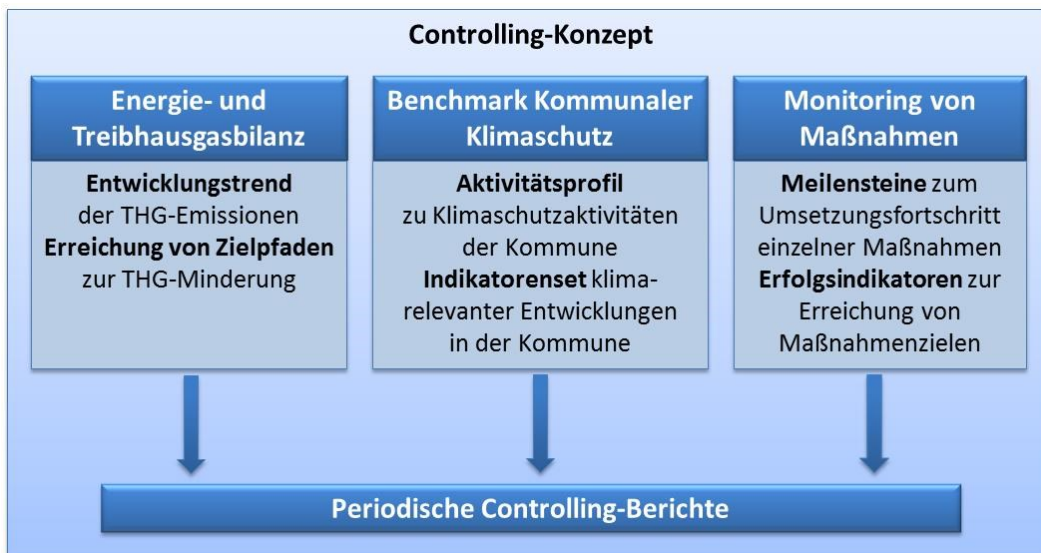 Controlling-Konzept
Energie- und
Treibhausgasbilanz
Entwicklungstrend
der THG-Emissionen
Erreichung von Zielpfaden
zur THG-Minderung
Benchmark Kommunaler
Klimaschutz
Aktivitätsprofil
zu Klimaschutzaktivitäten
der Kommune
Indikatorenset klima-
relevanter Entwicklungen
in der Kommune
Monitoring von
Maßnahmen
Meilensteine zum
Umsetzungsfortschritt
einzelner Maßnahmen
Erfolgsindikatoren zur
Erreichung von
Maßnahmenzielen
Periodische Controlling-Berichte